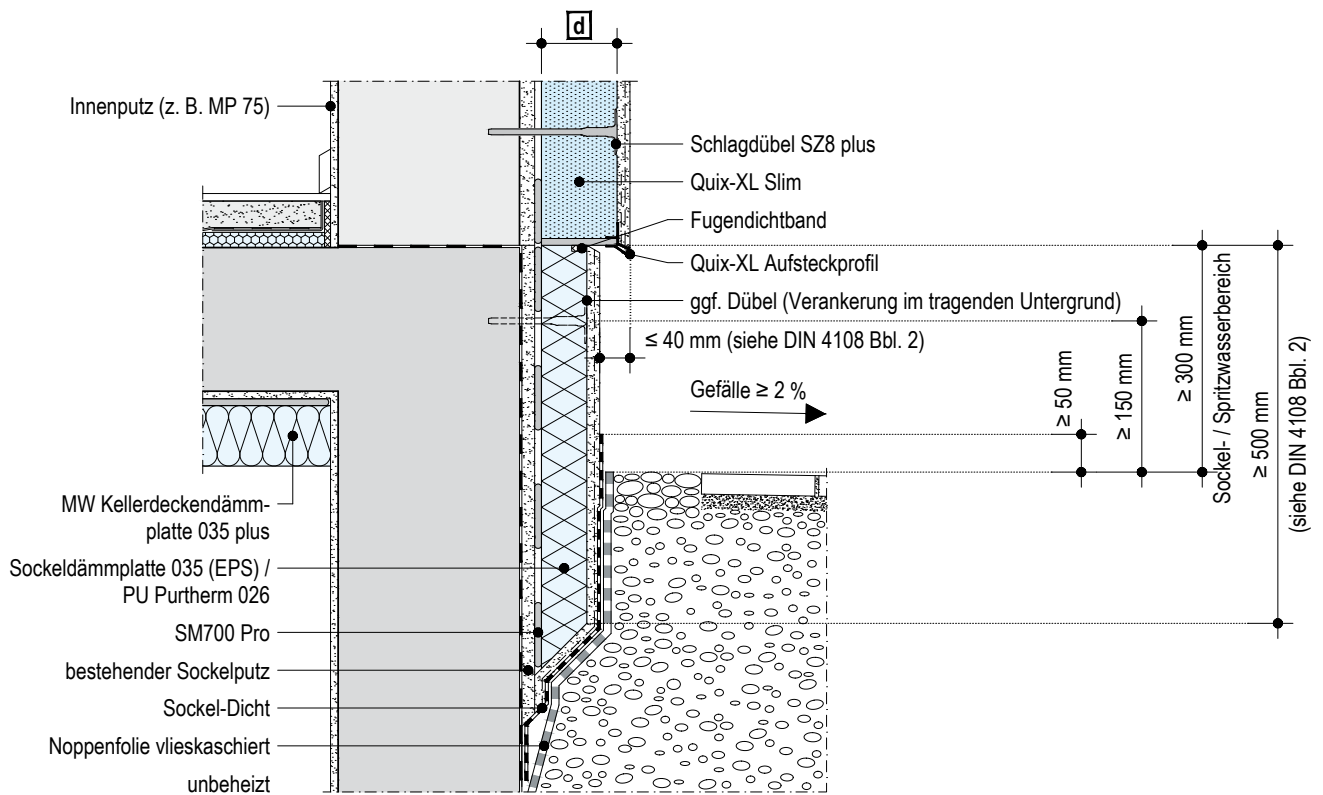 d
Innenputz (z. B. MP 75)
Schlagdübel SZ8 plus
Quix-XL Slim
Fugendichtband
Quix-XL Aufsteckprofil
ggf. Dübel (Verankerung im tragenden Untergrund)
≤ 40 mm (siehe DIN 4108 Bbl. 2)
Gefälle ≥ 2 %
≥ 50 mm
≥ 150 mm
≥ 300 mm
Sockel- / Spritzwasserbereich
≥ 500 mm
(siehe DIN 4108 Bbl. 2)
MW Kellerdeckendämm-
platte 035 plus
Sockeldämmplatte 035 (EPS) /
PU Purtherm 026
SM700 Pro
bestehender Sockelputz
Sockel-Dicht
Noppenfolie vlieskaschiert
unbeheizt